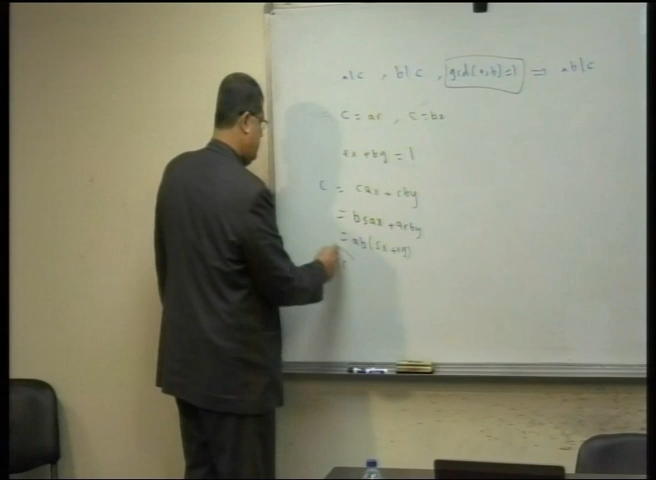 a|c , b|c , gcd(a,b)=1 ⇒ ab|c
c = ar , c = bs
ax + by = 1
c = cax + cby
= bsax + arby
= ab(sx + ry)